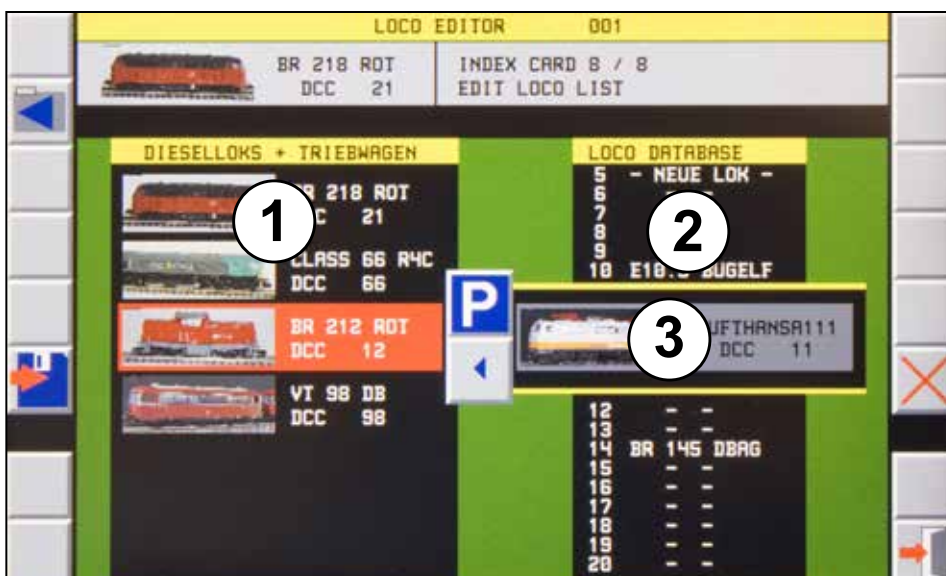 LOCO EDITOR 001
BR 218 ROT
DCC 21
INDEX CARD 8 / 8
EDIT LOCO LIST
DIESELLOKS + TRIEBWAGEN
218 ROT
21
CLASS 66 R4C
DCC 66
BR 212 ROT
DCC 12
VT 98 DB
DCC 98
1
P
LOCO DATABASE
5 - NEUE LOK -
6
7
8
9
10
2
3
DCC 11
12 - -
13 - -
14 BR 145 DBAG
15 - -
16 - -
17 - -
18 - -
19 - -
20 - -